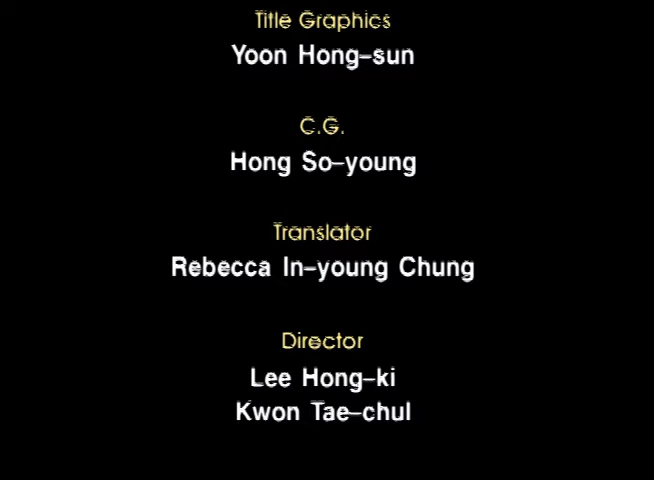 Title Graphics
Yoon Hong-sun
C.G.
Hong So-young
Translator
Rebecca In-young Chung
Director
Lee Hong-ki
Kwon Tae-chul